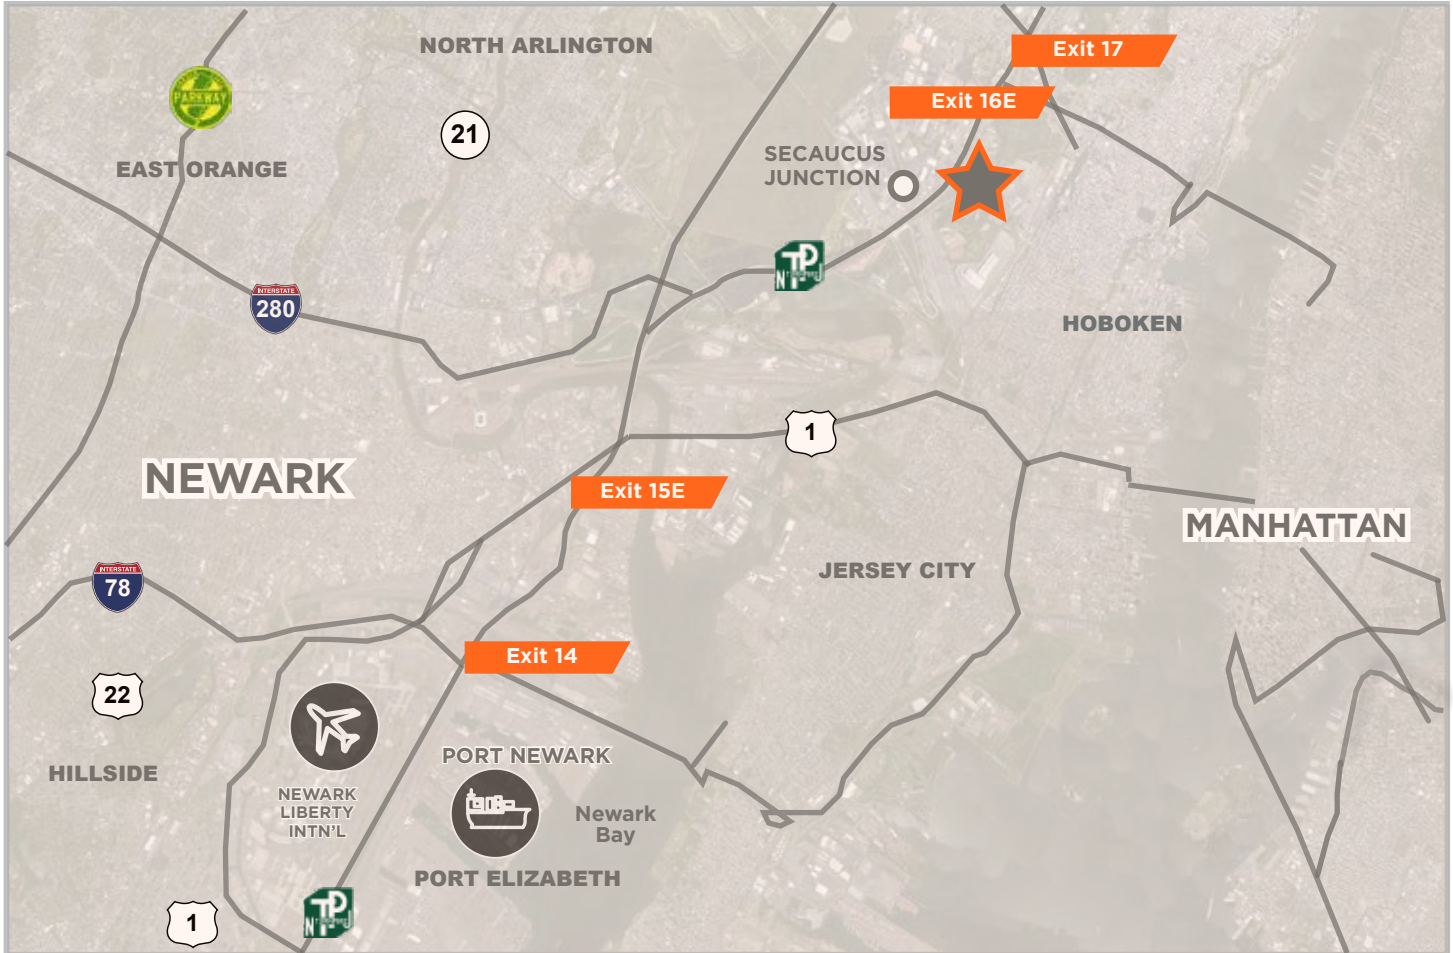 NORTH ARLINGTON
Exit 17
PARKWAY
Exit 16E
21
SECAUCUS
JUNCTION
EAST ORANGE
INTERSTATE
280
HOBOKEN
1
NEWARK
Exit 15E
MANHATTAN
INTERSTATE
78
JERSEY CITY
Exit 14
22
PORT NEWARK
HILLSIDE
NEWARK
LIBERTY
INTN'L
Newark
Bay
PORT ELIZABETH
1